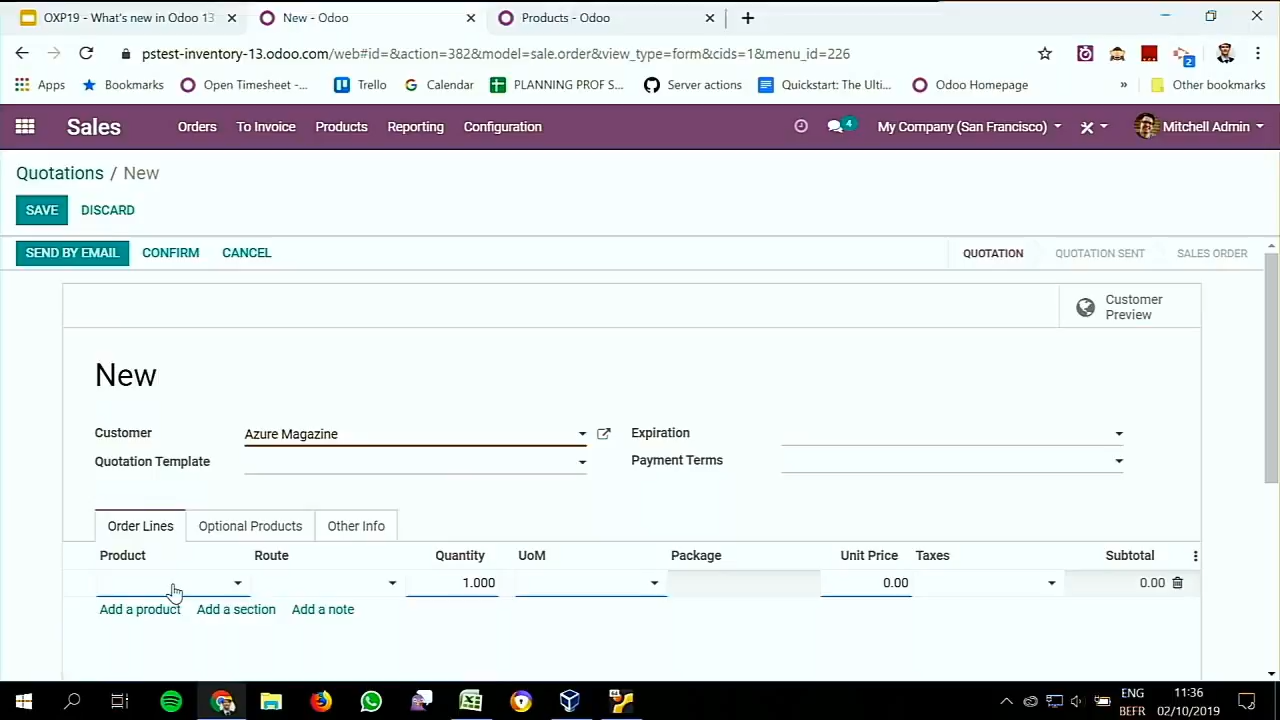 OXP19 - What's new in Odoo 13
New - Odoo
Products - Odoo
pstest-inventory-13.odoo.com/web#id=&action=382&model=sale.order&view_type=form&cids=1&menu_id=226
2
Apps
Bookmarks
Open Timesheet -...
Trello
Calendar
PLANNING PROF S...
Server actions
Quickstart: The Ulti...
Odoo Homepage
»
Other bookmarks
Sales
Orders
To Invoice
Products
Reporting
Configuration
4
My Company (San Francisco)
Mitchell Admin
Quotations / New
SAVE
DISCARD
SEND BY EMAIL
CONFIRM
CANCEL
QUOTATION
QUOTATION SENT
SALES ORDER
Customer
Preview
New
Customer
Azure Magazine
Expiration
Quotation Template
Payment Terms
Order Lines
Optional Products
Other Info
Product
Route
Quantity
UoM
Package
Unit Price
Taxes
Subtotal
1.000
0.00
0.00
Add a product
Add a section
Add a note
ENG
BEFR
11:36
02/10/2019